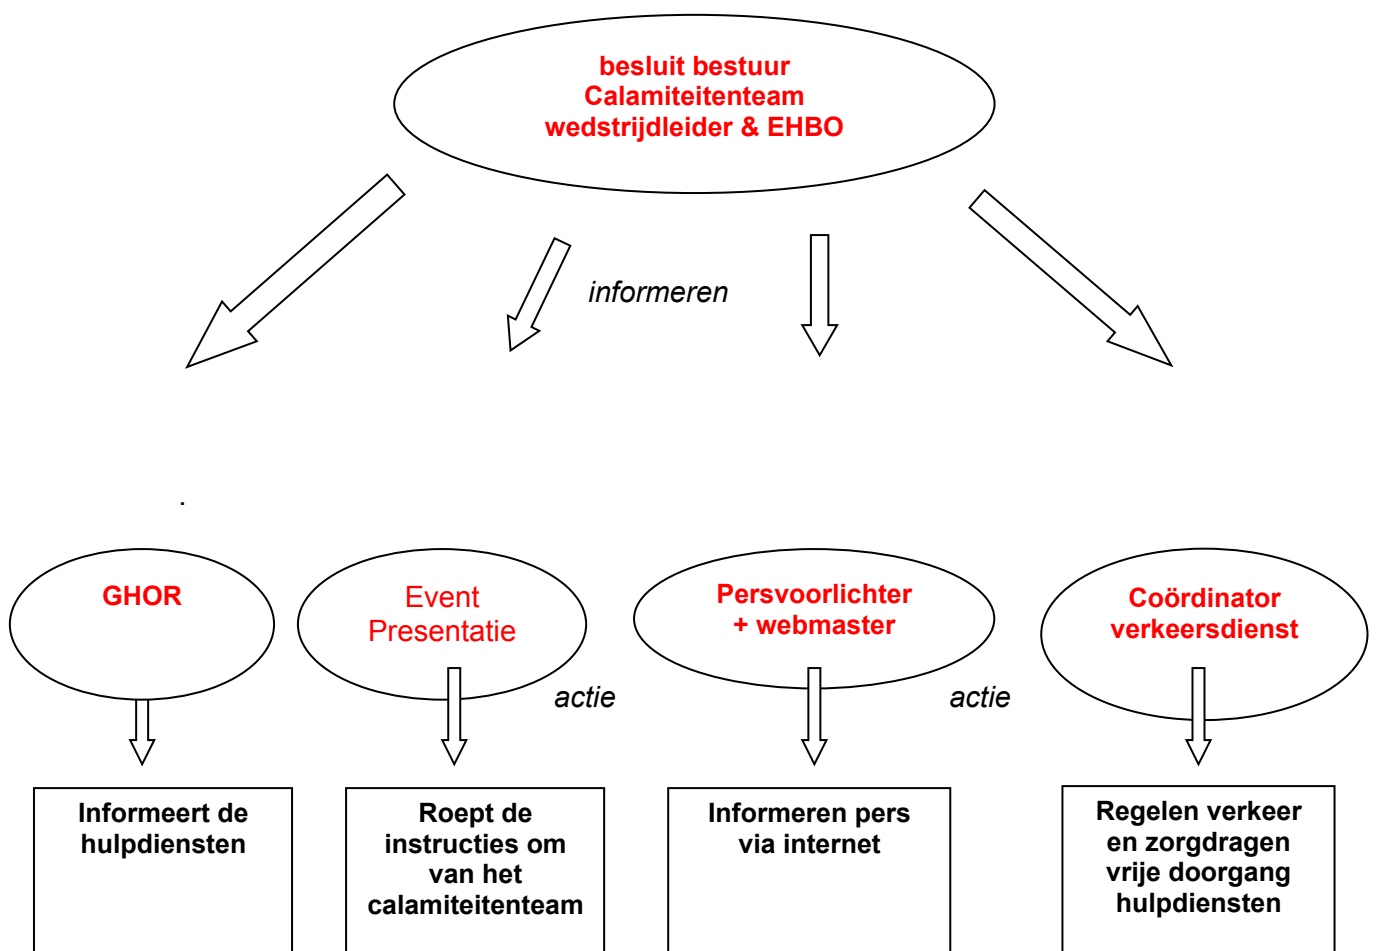 besluit bestuur
Calamiteitenteam
wedstrijdleider & EHBO
informeren
.
GHOR
Event
Presentatie
Persvoorlichter
+ webmaster
Coördinator
verkeersdienst
actie
actie
Informeert de
hulpdiensten
Roept de
instructies om
van het
calamiteitenteam
Informeren pers
via internet
Regelen verkeer
en zorgdragen
vrije doorgang
hulpdiensten